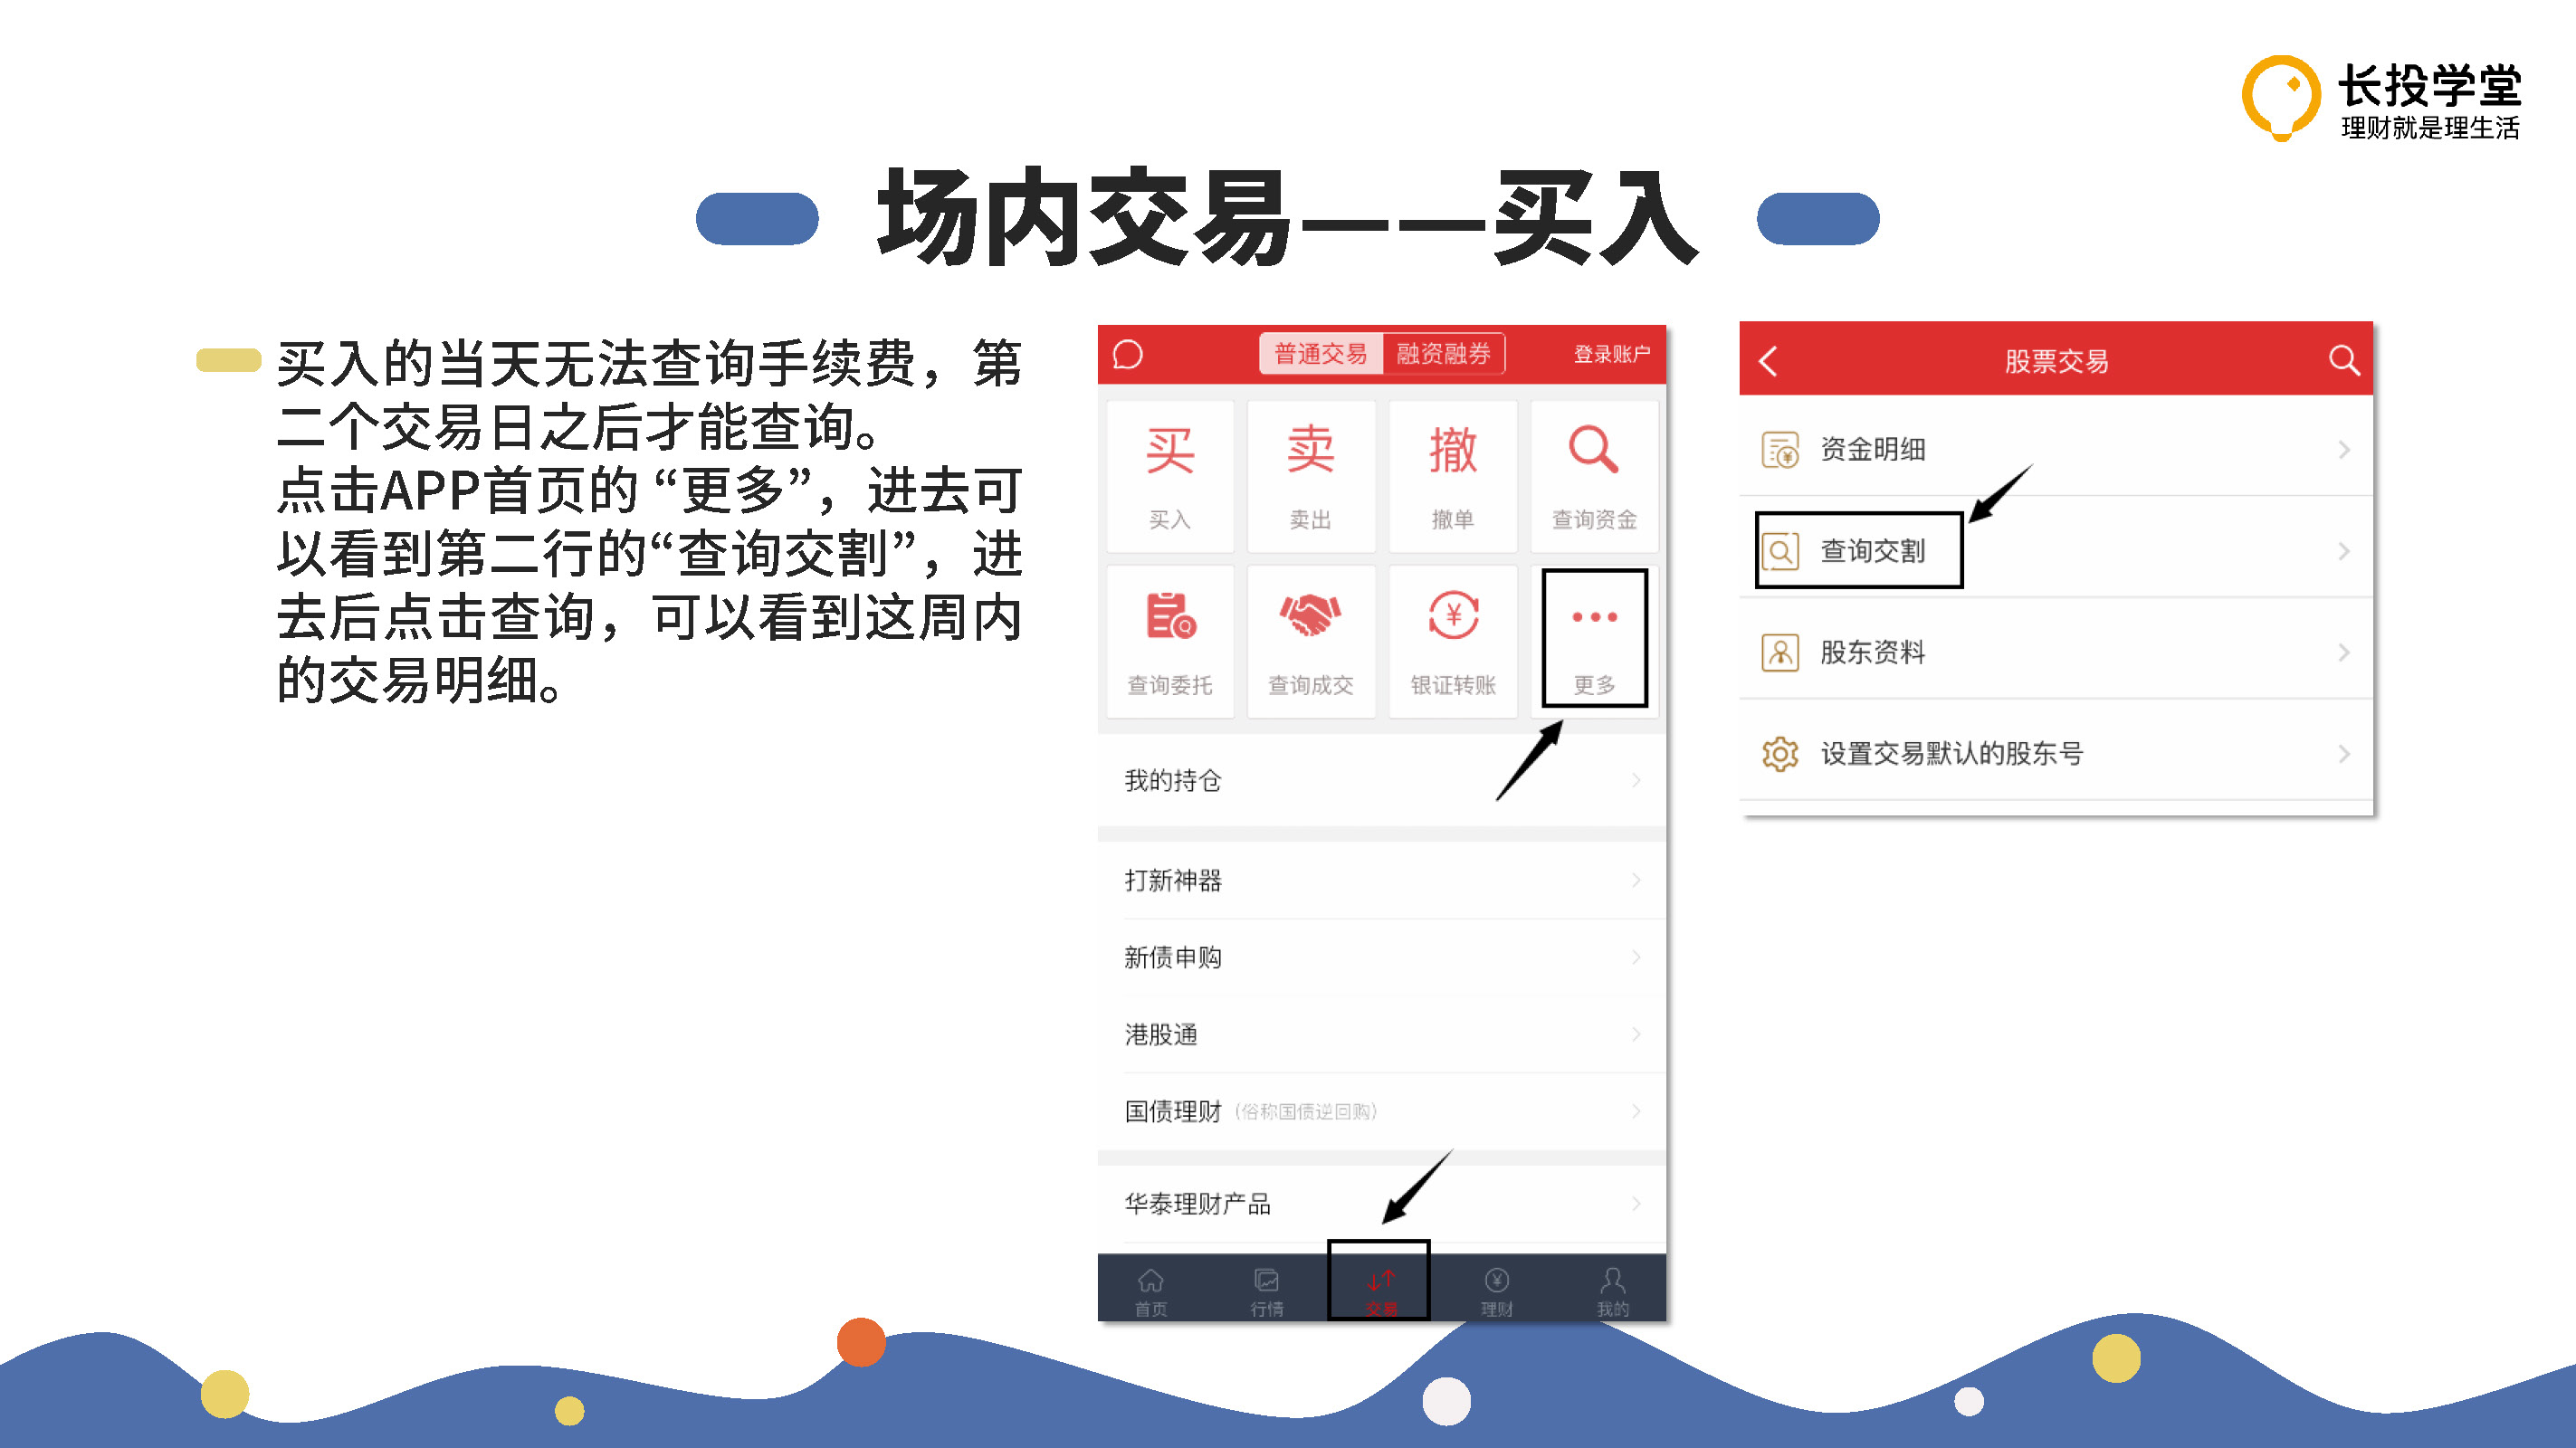 长投学堂
理财就是理生活
场内交易——买入
买入的当天无法查询手续费，第
二个交易日之后才能查询。
点击APP首页的 “更多”，进去可
以看到第二行的“查询交割”，进
去后点击查询，可以看到这周内
的交易明细。
普通交易 融资融券 登录账户
买 卖 撤
买入 卖出 撤单 查询资金
查询委托 查询成交 银证转账 更多
我的持仓
打新神器
新债申购
港股通
国债理财（俗称国债逆回购）
华泰理财产品
首页 行情 交易 理财 我的
股票交易
资金明细
查询交割
股东资料
设置交易默认的股东号